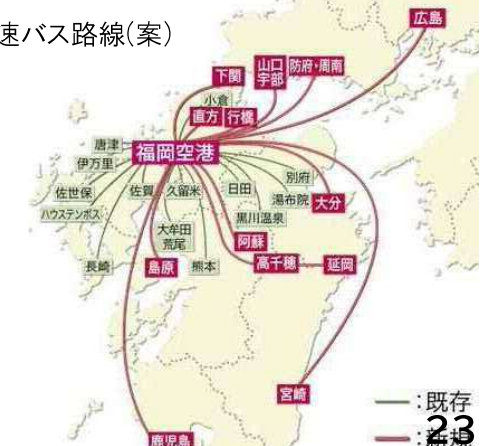 速バス路線(案)
広島
山口
宇部
防府・周南
下関
小倉
直方 行橋
唐津
福岡空港
伊万里
別府
佐世保
佐賀
久留米
日田
湯布院
大分
ハウステンボス
黒川温泉
大牟田
荒尾
阿蘇
長崎
島原
熊本
高千穂
延岡
宮崎
鹿児島
:既存
:新規
23